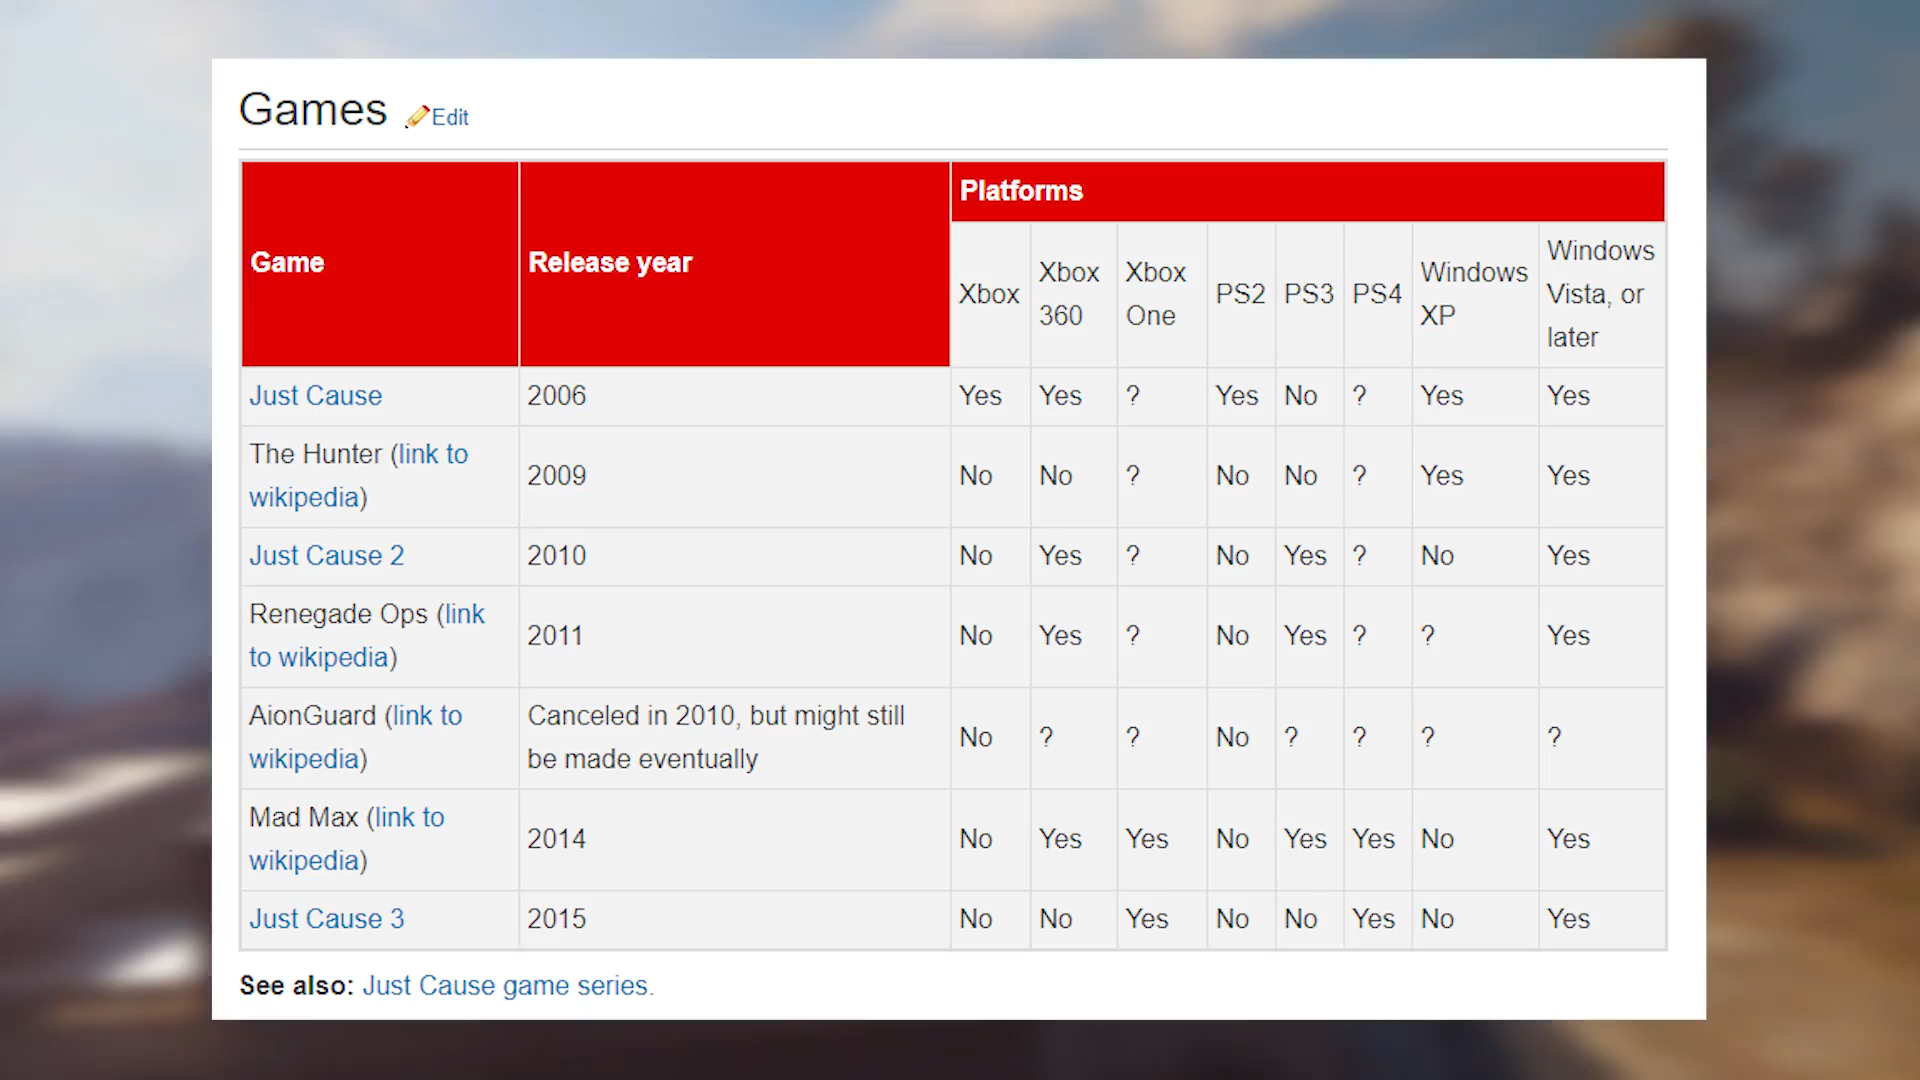 Games Edit
Game Release year Platforms
Xbox Xbox 360 Xbox One PS2 PS3 PS4 Windows XP Windows Vista, or later
Just Cause 2006 Yes Yes ? Yes No ? Yes Yes
The Hunter (link to wikipedia) 2009 No No ? No No ? Yes Yes
Just Cause 2 2010 No Yes ? No Yes ? No Yes
Renegade Ops (link to wikipedia) 2011 No Yes ? No Yes ? ? Yes
AionGuard (link to wikipedia) Canceled in 2010, but might still be made eventually No ? ? No ? ? ? ?
Mad Max (link to wikipedia) 2014 No Yes Yes No Yes Yes No Yes
Just Cause 3 2015 No No Yes No No Yes No Yes
See also: Just Cause game series.